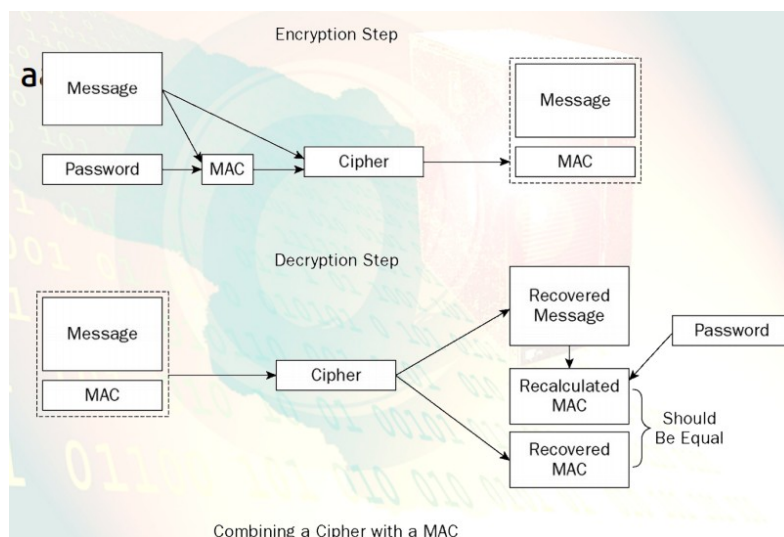 Encryption Step
Message
Message
Password
MAC
Cipher
MAC
Decryption Step
Message
MAC
Cipher
Recovered
Message
Password
Recalculated
MAC
Should
Be Equal
Recovered
MAC
Combining a Cipher with a MAC